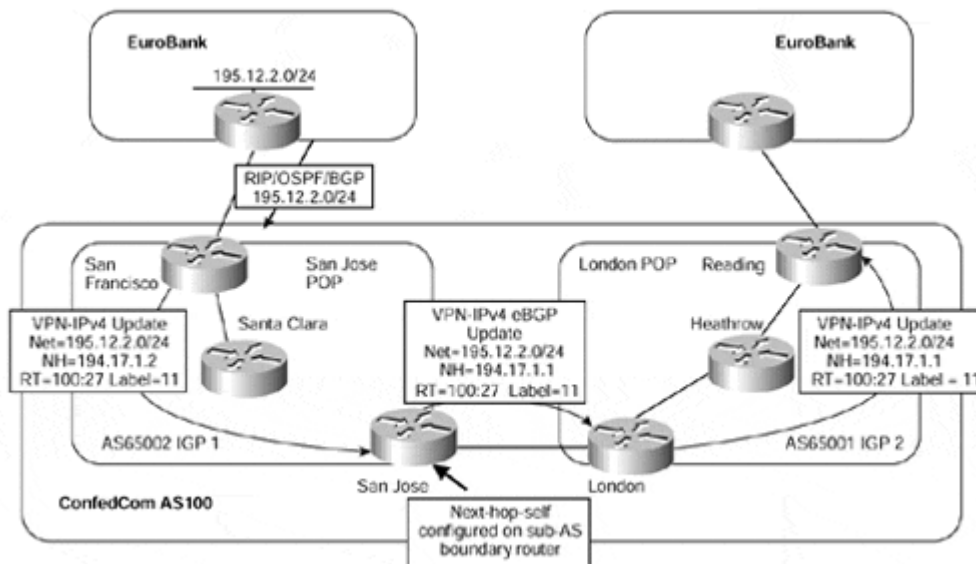 EuroBank
195.12.2.0/24
EuroBank
RIP/OSPF/BGP
195.12.2.0/24
San
Francisco
San Jose
POP
London POP
Reading
VPN-IPv4 Update
Net=195.12.2.0/24
NH=194.17.1.2
RT=100:27 Label=11
Santa Clara
VPN-IPv4 eBGP
Update
Net=195.12.2.0/24
NH=194.17.1.1
RT=100:27 Label=11
Heathrow
VPN-IPv4 Update
Net=195.12.2.0/24
NH=194.17.1.1
RT=100:27 Label = 11
AS65002 IGP 1
AS65001 IGP 2
San Jose
London
ConfedCom AS100
Next-hop-self
configured on sub-AS
boundary router